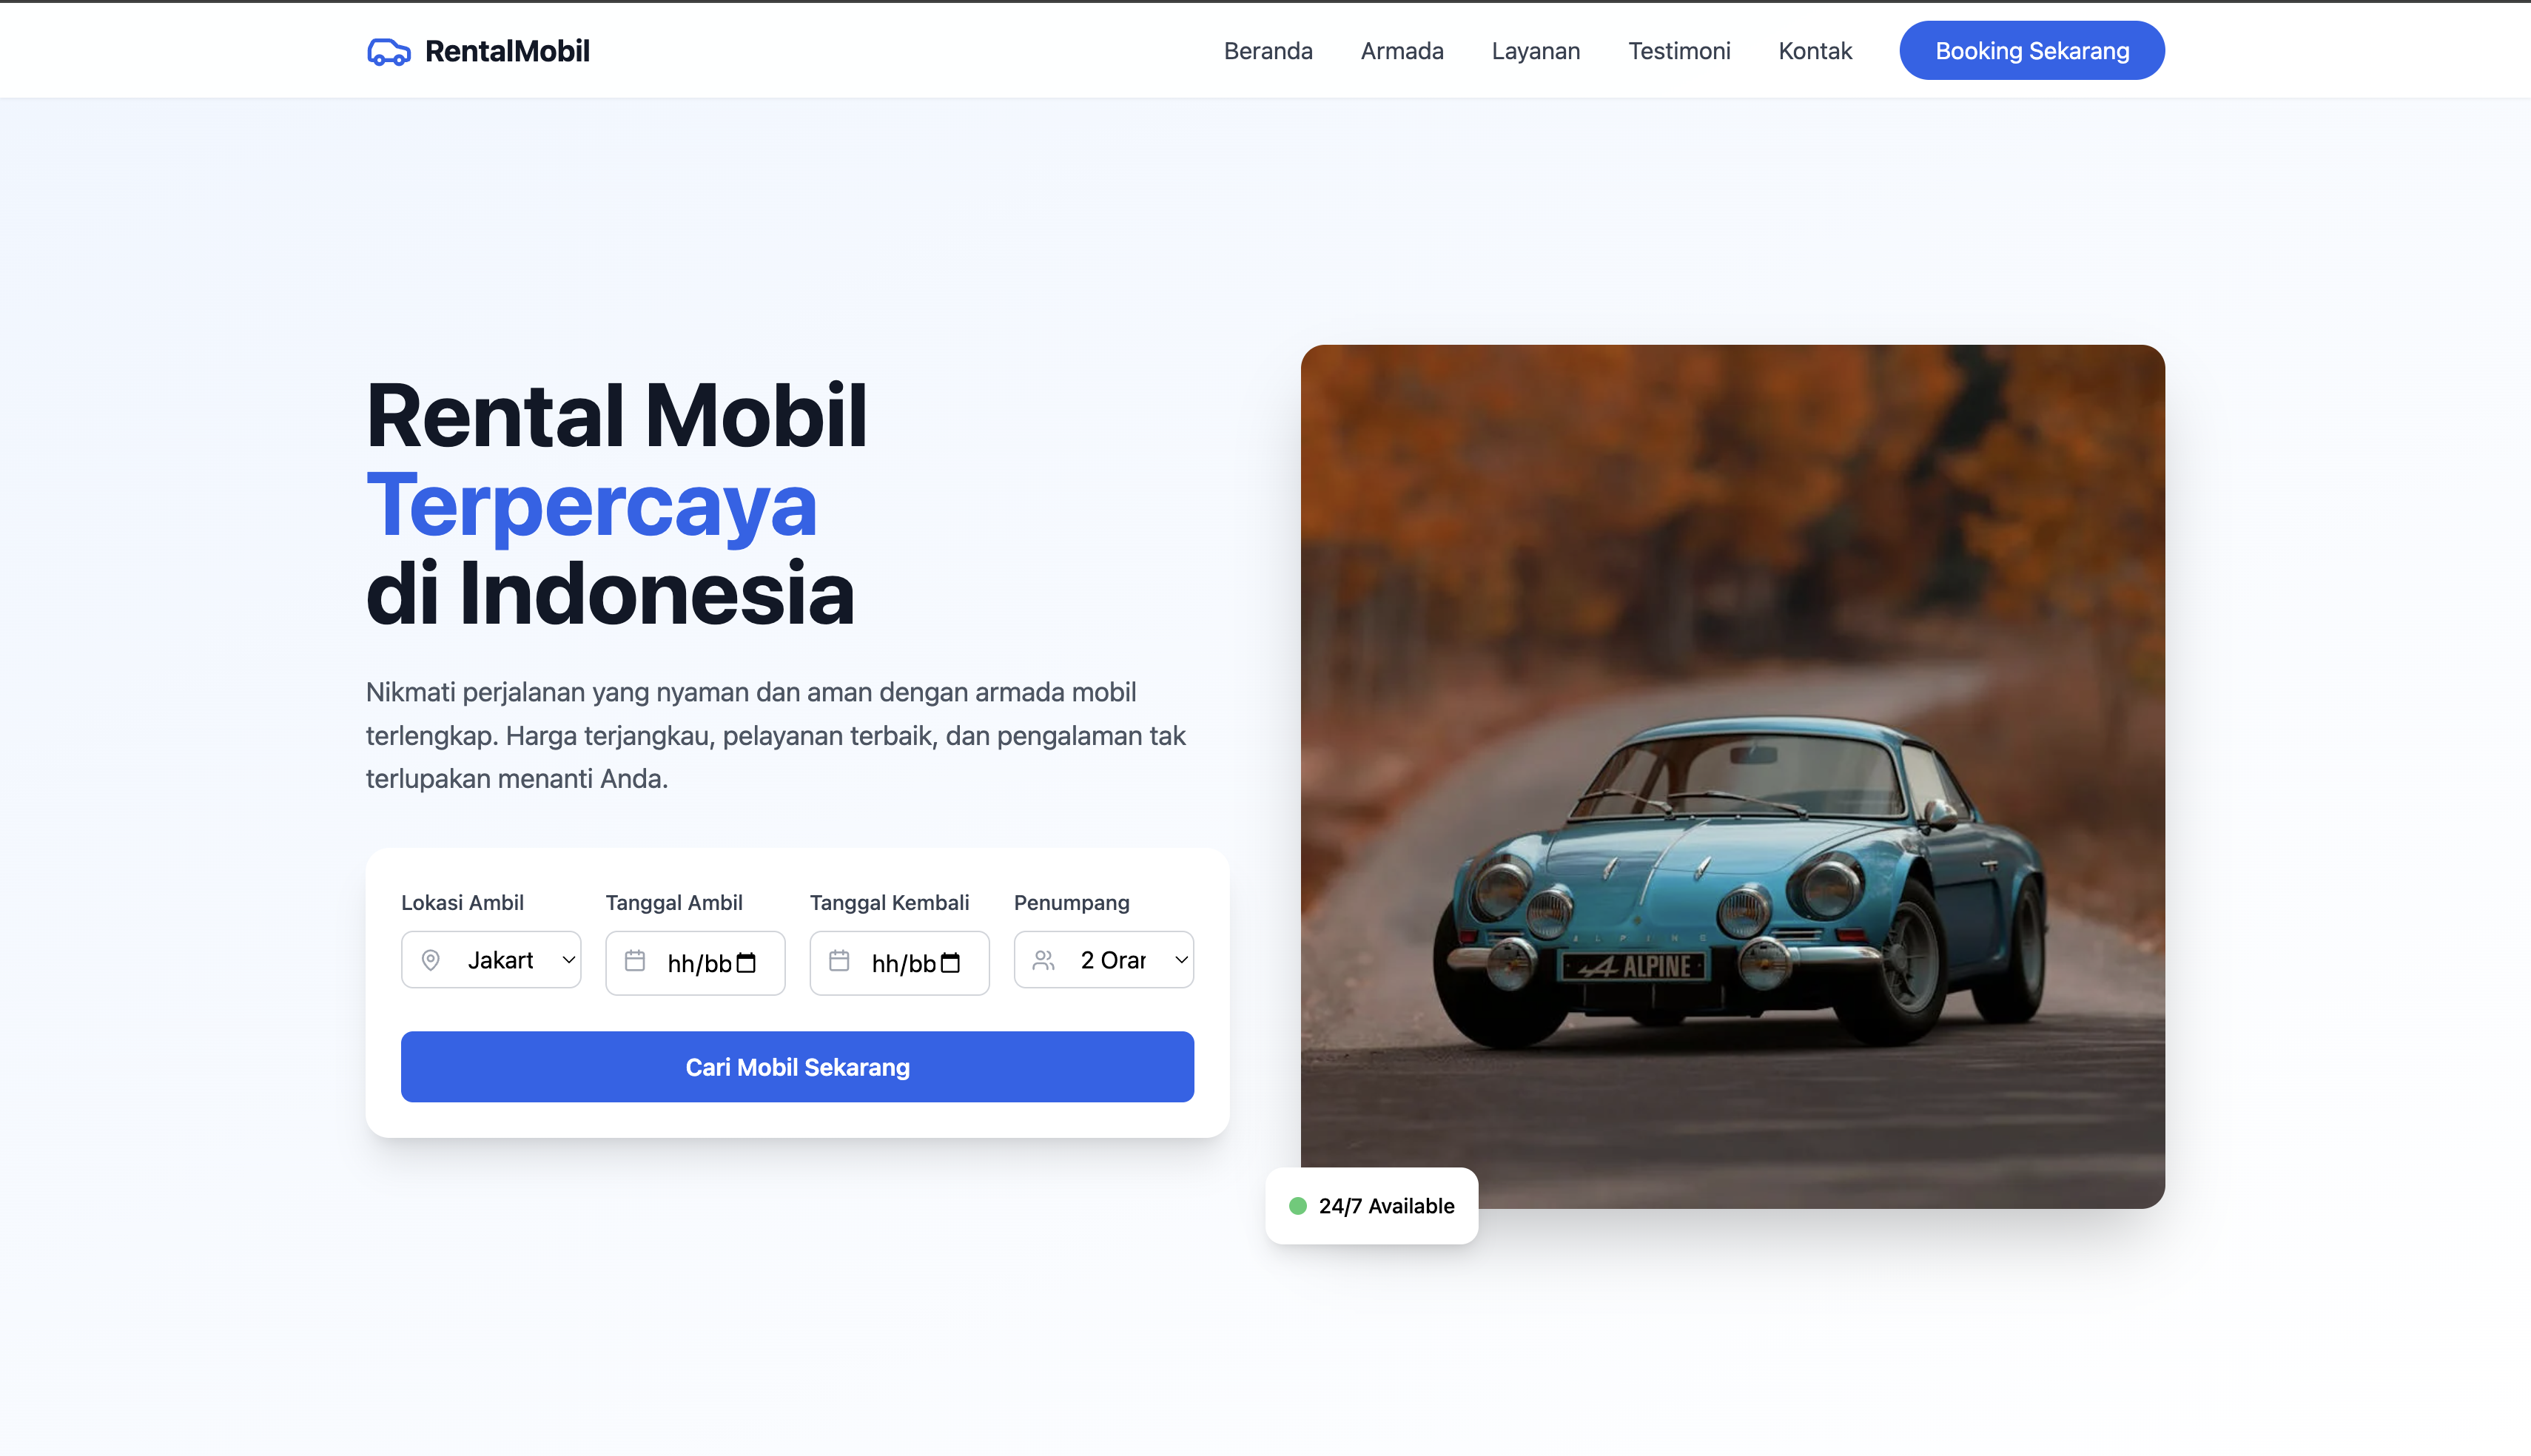 RentalMobil
Beranda
Armada
Layanan
Testimoni
Kontak
Booking Sekarang
Rental Mobil
Terpercaya
di Indonesia
Nikmati perjalanan yang nyaman dan aman dengan armada mobil
terlengkap. Harga terjangkau, pelayanan terbaik, dan pengalaman tak
terlupakan menanti Anda.
Lokasi Ambil
Tanggal Ambil
Tanggal Kembali
Penumpang
Jakart
hh/bb
hh/bb
2 Orar
Cari Mobil Sekarang
ALPINE
ALPINE
24/7 Available